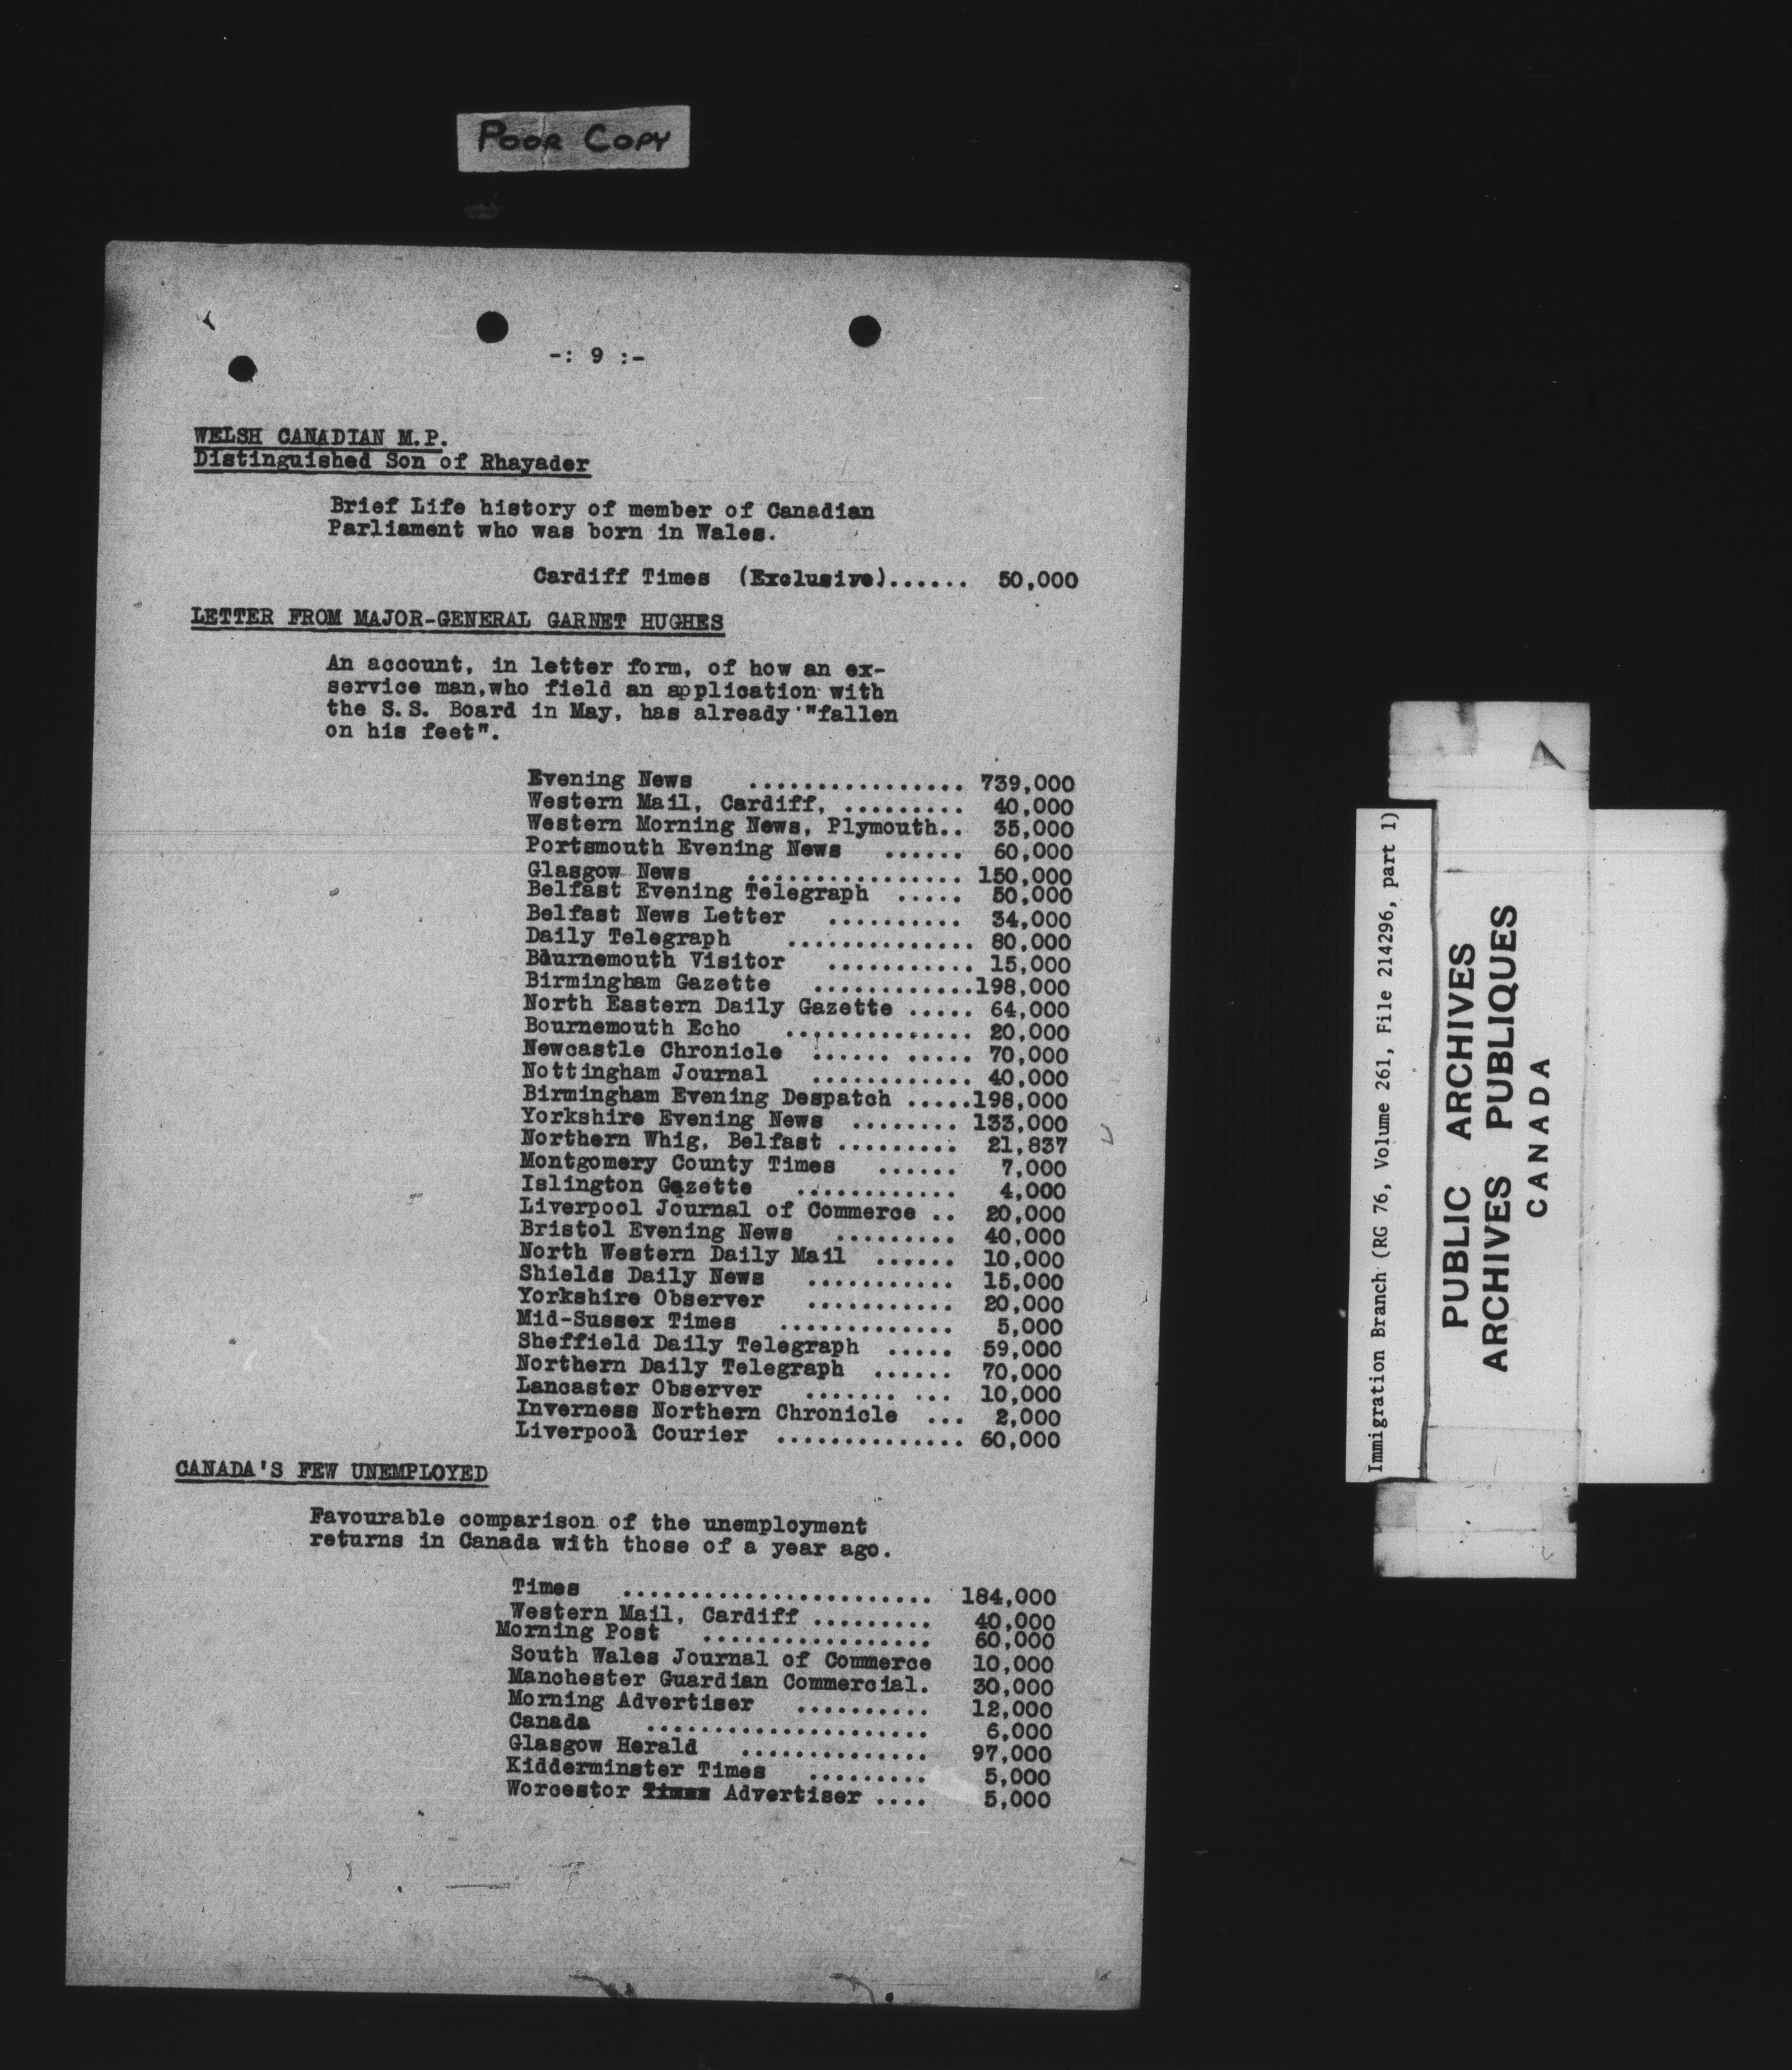 POOR COPY
-: 9 :-
WELSH CANADIAN M.P.
Distinguished Son of Rhayader
Brief Life history of member of Canadian
Parliament who was born in Wales.
Cardiff Times (Exclusive)...... 50,000
LETTER FROM MAJOR-GENERAL GARNET HUGHES
An account, in letter form, of how an ex-
service man,who field an application with
the S.S. Board in May, has already "fallen
on his feet".
Evening News ................ 739,000
Western Mail, Cardiff, ......... 40,000
Western Morning News, Plymouth.. 35,000
Portsmouth Evening News ...... 60,000
Glasgow News ................ 150,000
Belfast Evening Telegraph ..... 50,000
Belfast News Letter .......... 34,000
Daily Telegraph .............. 80,000
Bournemouth Visitor ........... 15,000
Birmingham Gazette ............198,000
North Eastern Daily Gazette ..... 64,000
Bournemouth Echo .............. 20,000
Newcastle Chronicle ...... ..... 70,000
Nottingham Journal ............ 40,000
Birmingham Evening Despatch .....198,000
Yorkshire Evening News ........ 133,000
Northern Whig, Belfast ......... 21,837
Montgomery County Times ...... 7,000
Islington Gazette ............ 4,000
Liverpool Journal of Commerce .. 20,000
Bristol Evening News ......... 40,000
North Western Daily Mail ...... 10,000
Shields Daily News ........... 15,000
Yorkshire Observer ........... 20,000
Mid-Sussex Times ............. 5,000
Sheffield Daily Telegraph ..... 59,000
Northern Daily Telegraph ...... 70,000
Lancaster Observer ....... ... 10,000
Inverness Northern Chronicle ... 2,000
Liverpool Courier .............. 60,000
CANADA'S FEW UNEMPLOYED
Favourable comparison of the unemployment
returns in Canada with those of a year ago.
Times ....................... 184,000
Western Mail, Cardiff ......... 40,000
Morning Post ................. 60,000
South Wales Journal of Commerce 10,000
Manchester Guardian Commercial. 30,000
Morning Advertiser .......... 12,000
Canada ..................... 6,000
Glasgow Herald .............. 97,000
Kidderminster Times ......... 5,000
Worcestor Times Advertiser .... 5,000
Immigration Branch (RG 76, Volume 261, File 214296, part 1)
PUBLIC ARCHIVES
ARCHIVES PUBLIQUES
CANADA